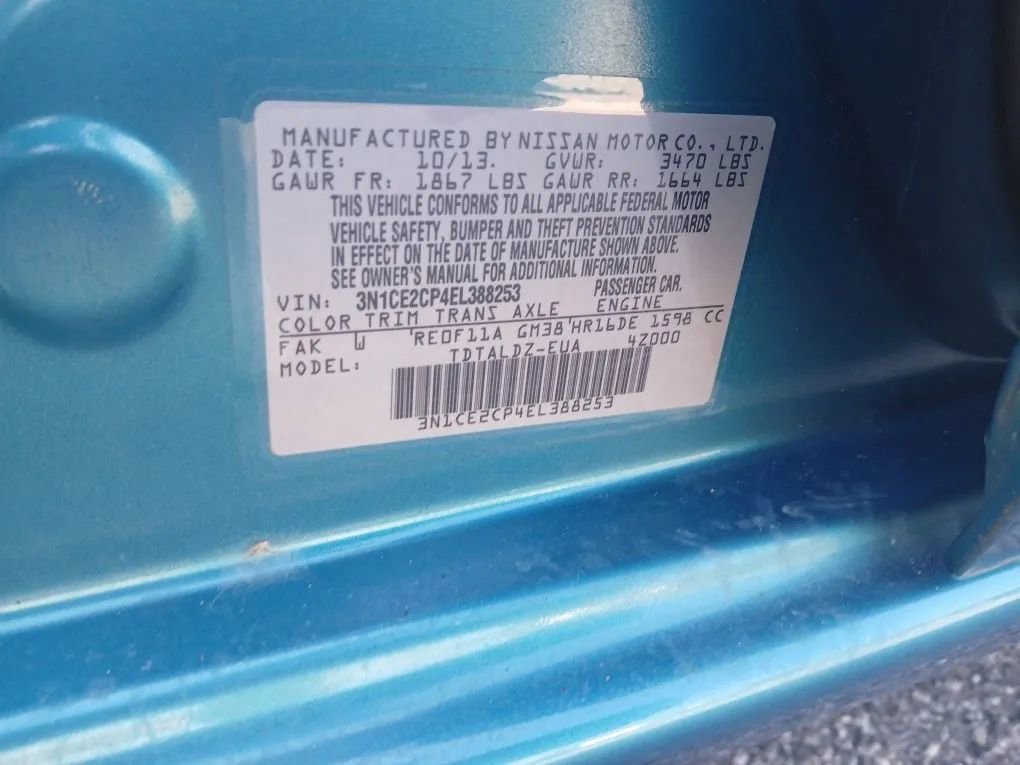 MANUFACTURED BY NISSAN MOTOR CO., LTD.
DATE: 10/13. GVWR: 3470 LBS
GAWR FR: 1867 LBS GAWR RR: 1664 LBS
THIS VEHICLE CONFORMS TO ALL APPLICABLE FEDERAL MOTOR
VEHICLE SAFETY, BUMPER AND THEFT PREVENTION STANDARDS
IN EFFECT ON THE DATE OF MANUFACTURE SHOWN ABOVE.
SEE OWNER'S MANUAL FOR ADDITIONAL INFORMATION.
VIN: 3N1CE2CP4EL388253 PASSENGER CAR.
COLOR TRIM TRANS AXLE ENGINE
FAK W RE0F11A GM38 HR16DE 1598 CC
MODEL: TDTALDZ-EUA 4Z000
3N1CE2CP4EL388253